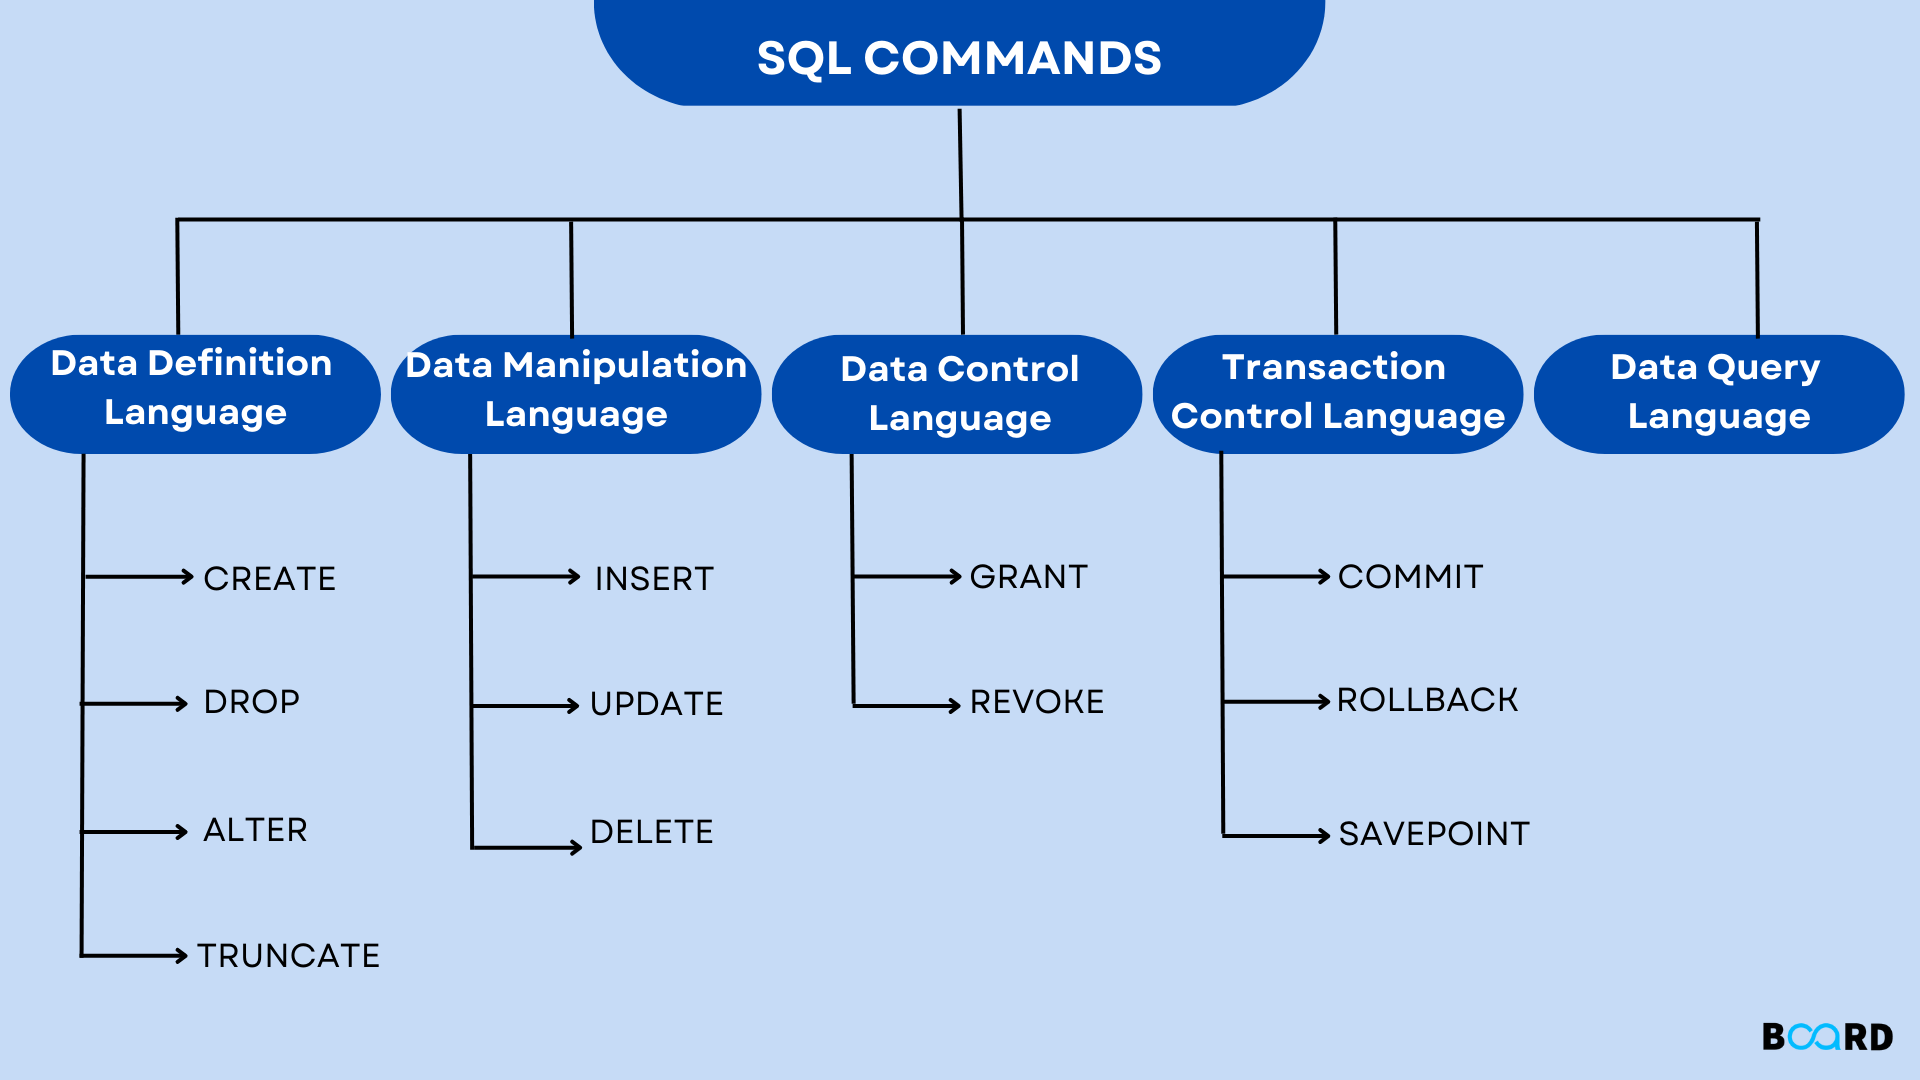 SQL COMMANDS
Data Definition
Language
Data Manipulation
Language
Data Control
Language
Transaction
Control Language
Data Query
Language
CREATE
DROP
ALTER
TRUNCATE
INSERT
UPDATE
DELETE
GRANT
REVOKE
COMMIT
ROLLBACK
SAVEPOINT
BOARD